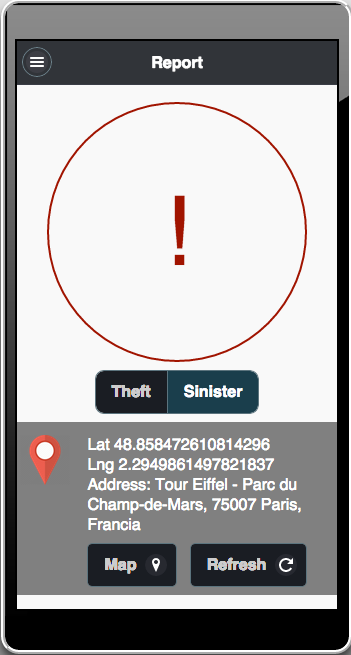 Report
!
Theft Sinister
Lat 48.858472610814296
Lng 2.2949861497821837
Address: Tour Eiffel - Parc du
Champ-de-Mars, 75007 Paris,
Francia
Map Refresh